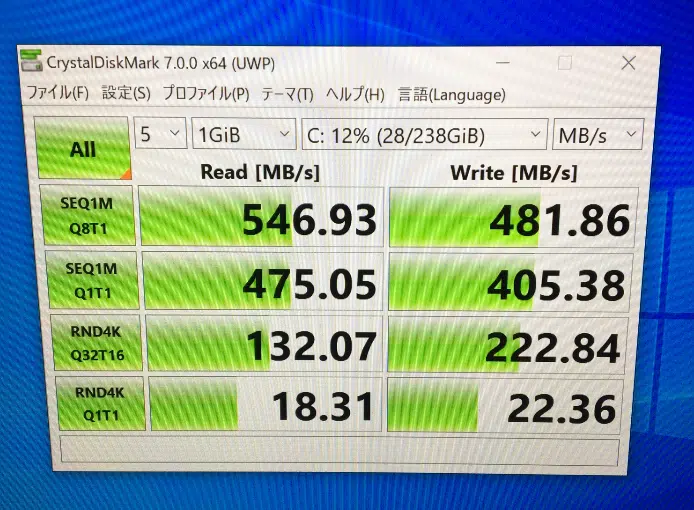 CrystalDiskMark 7.0.0 x64 (UWP)
ファイル(F) 設定(S) プロファイル(P) テーマ(T) ヘルプ(H) 言語(Language)
All 5 1GiB C: 12% (28/238GiB) MB/s
Read [MB/s] Write [MB/s]
SEQ1M
Q8T1
546.93 481.86
SEQ1M
Q1T1
475.05 405.38
RND4K
Q32T16
132.07 222.84
RND4K
Q1T1
18.31 22.36